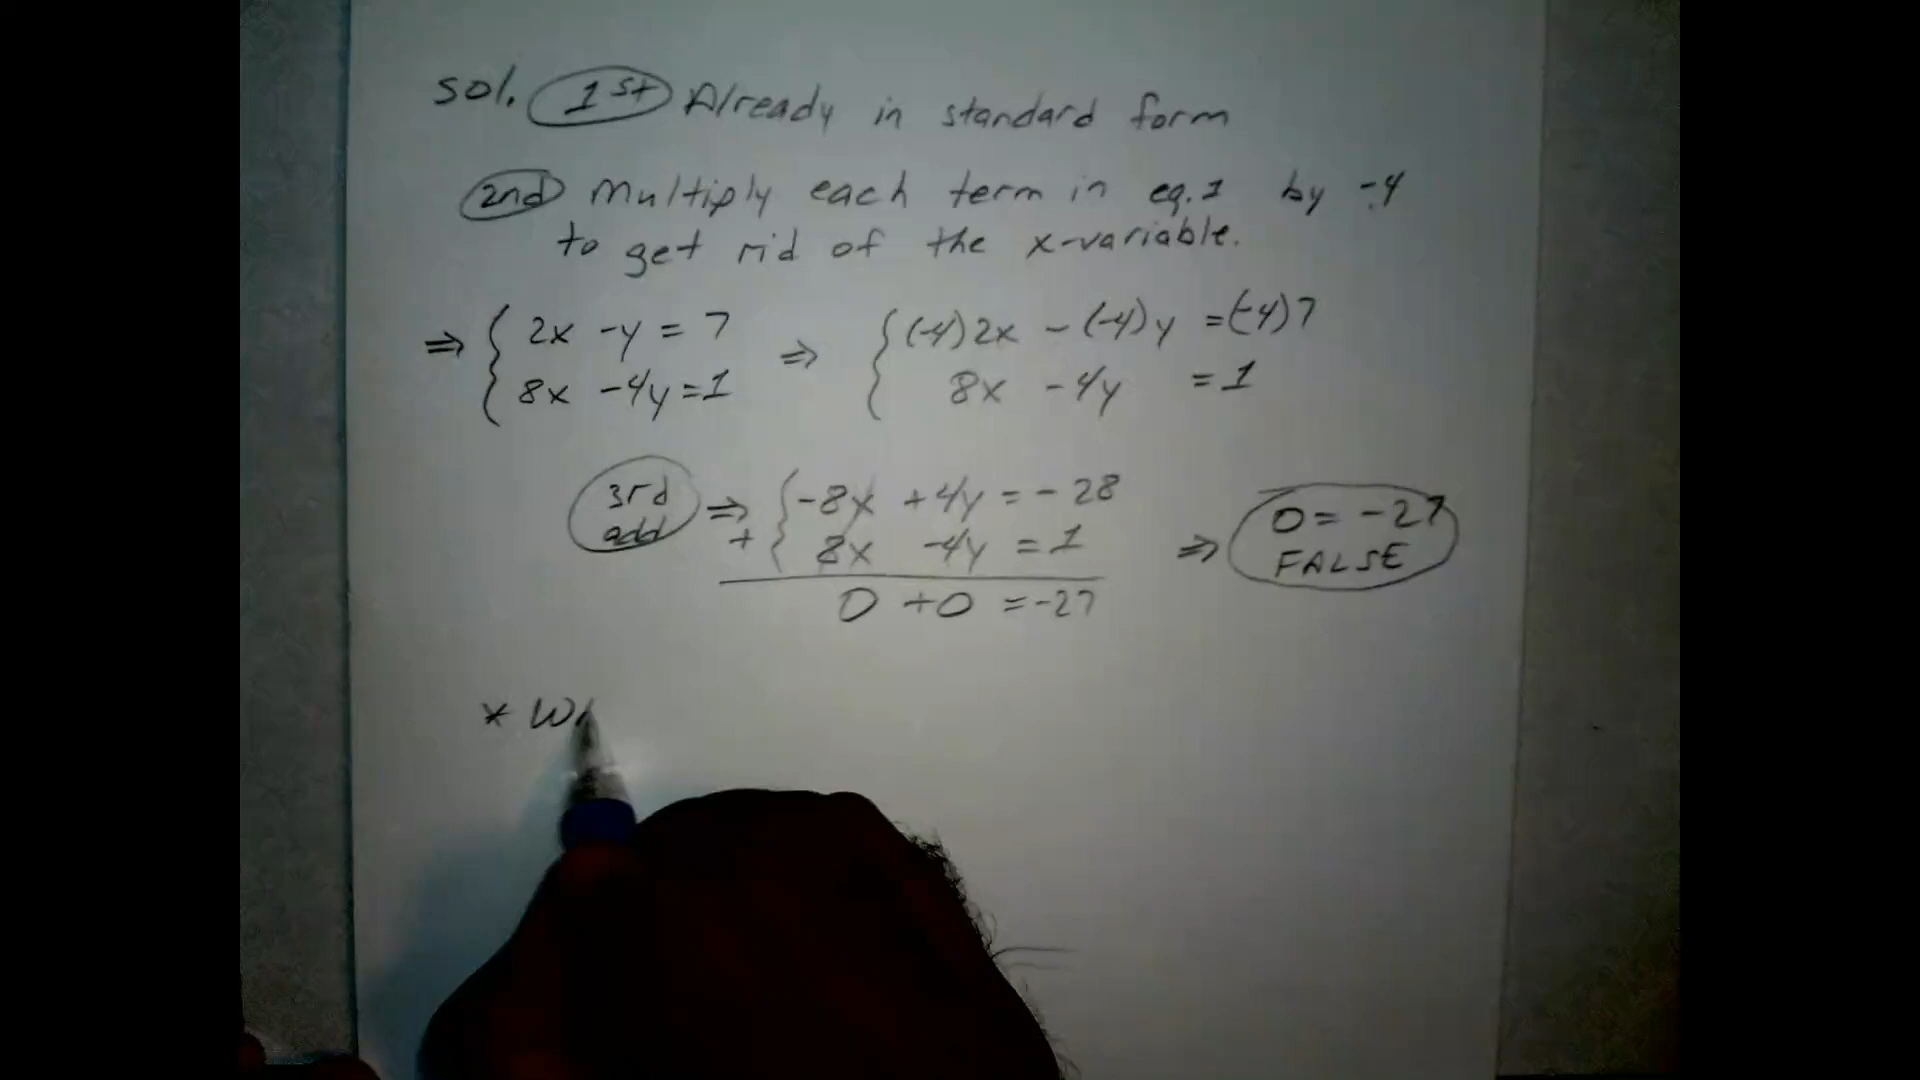 sol. 1st Already in standard form
2nd Multiply each term in eq.1 by -4
to get rid of the x-variable.
⇒ { 2x -y = 7 ⇒ { (-4)2x - (-4)y = (-4)7
8x -4y = 1 8x -4y = 1
3rd add ⇒ { -8x +4y = -28
+ 8x -4y = 1 ⇒ 0 = -27 FALSE
0 +0 = -27
*